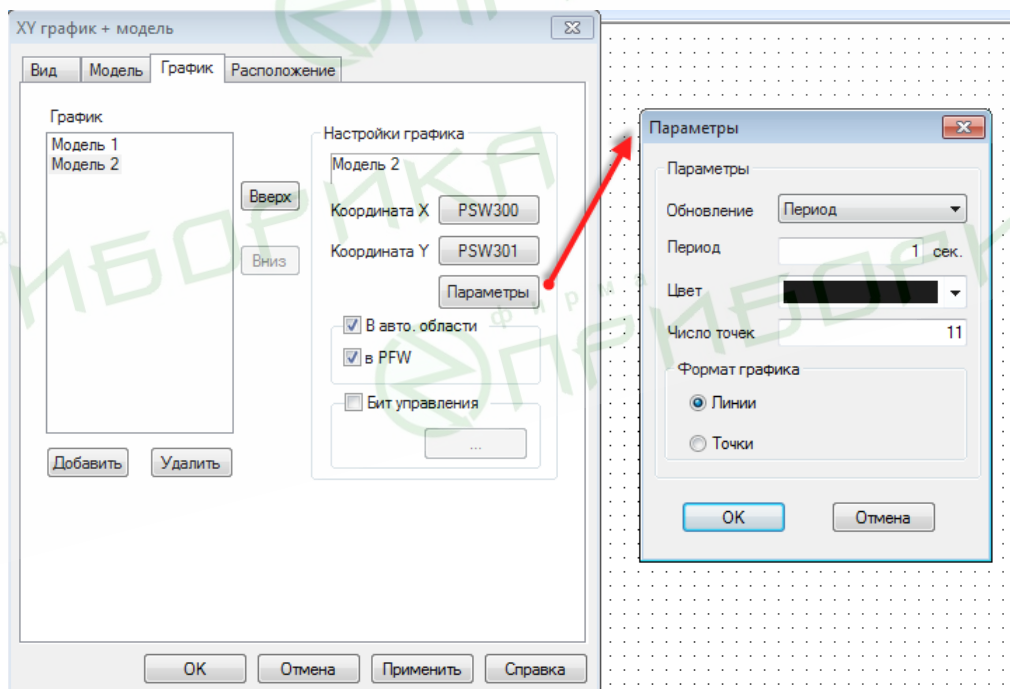 XY график + модель
Вид Модель График Расположение
График
Модель 1
Модель 2
Вверх
Вниз
Добавить Удалить
Настройки графика
Модель 2
Координата X PSW300
Координата Y PSW301
Параметры
В авто. области
в PFW
Бит управления
...
OK Отмена Применить Справка
Параметры
Параметры
Обновление Период
Период 1 сек.
Цвет
Число точек 11
Формат графика
Линии
Точки
OK Отмена
фирма
ПРИБОРИКА